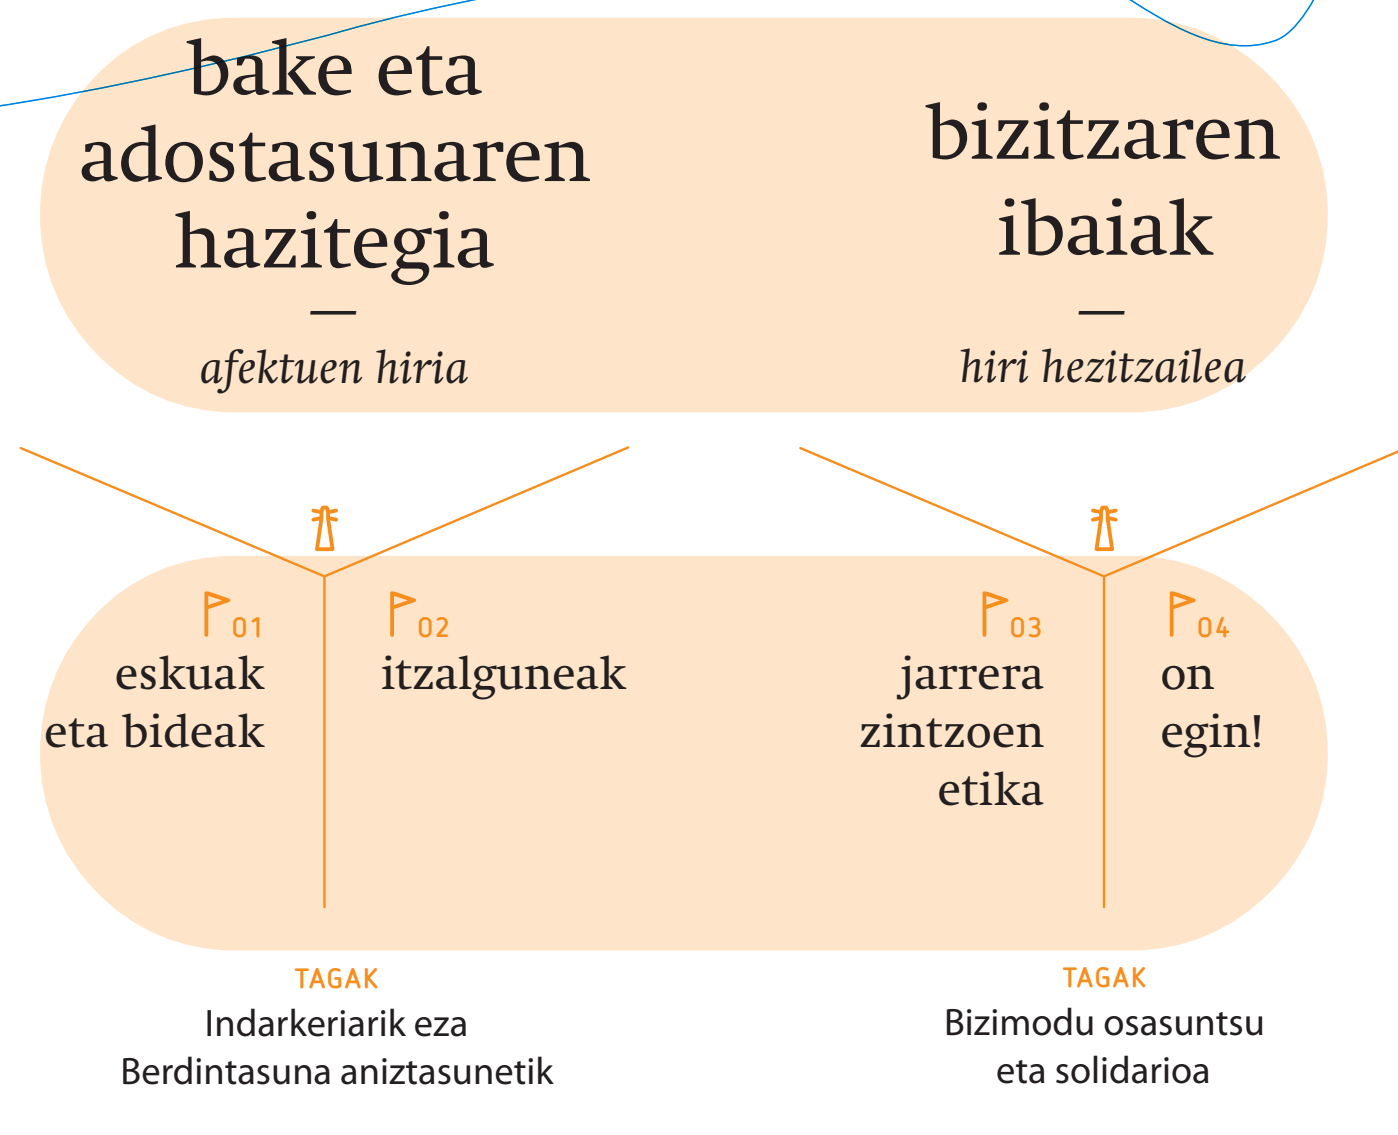 bake eta
adostasunaren
hazitegia
—
afektuen hiria
bizitzaren
ibaiak
—
hiri hezitzailea
01
eskuak
eta bideak
02
itzalguneak
03
jarrera
zintzoen
etika
04
on
egin!
TAGAK
Indarkeriarik eza
Berdintasuna aniztasunetik
TAGAK
Bizimodu osasuntsu
eta solidarioa